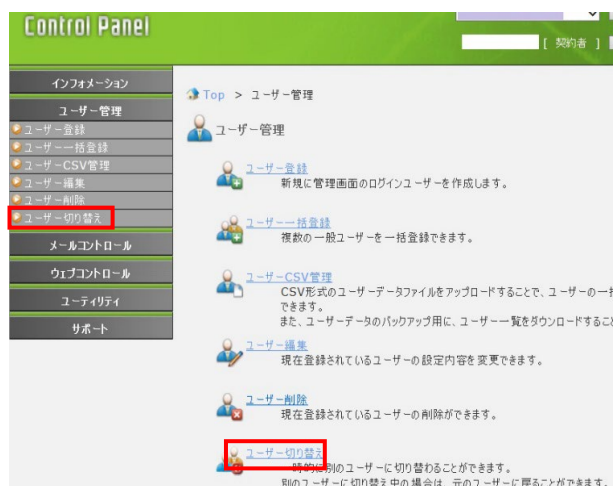 Control Panel
[ 契約者 ]
インフォメーション
ユーザー管理
ユーザー登録
ユーザー一括登録
ユーザーCSV管理
ユーザー編集
ユーザー削除
ユーザー切り替え
メールコントロール
ウェブコントロール
ユーティリティ
サポート
Top > ユーザー管理
ユーザー管理
ユーザー登録
新規に管理画面のログインユーザーを作成します。
ユーザー一括登録
複数の一般ユーザーを一括登録できます。
ユーザーCSV管理
CSV形式のユーザーデータファイルをアップロードすることで、ユーザーの一括
できます。
また、ユーザーデータのバックアップ用に、ユーザー一覧をダウンロードするこ
ユーザー編集
現在登録されているユーザーの設定内容を変更できます。
ユーザー削除
現在登録されているユーザーの削除ができます。
ユーザー切り替え
一時的に別のユーザーに切り替わることができます。
別のユーザーに切り替え中の場合は、元のユーザーに戻ることができます。